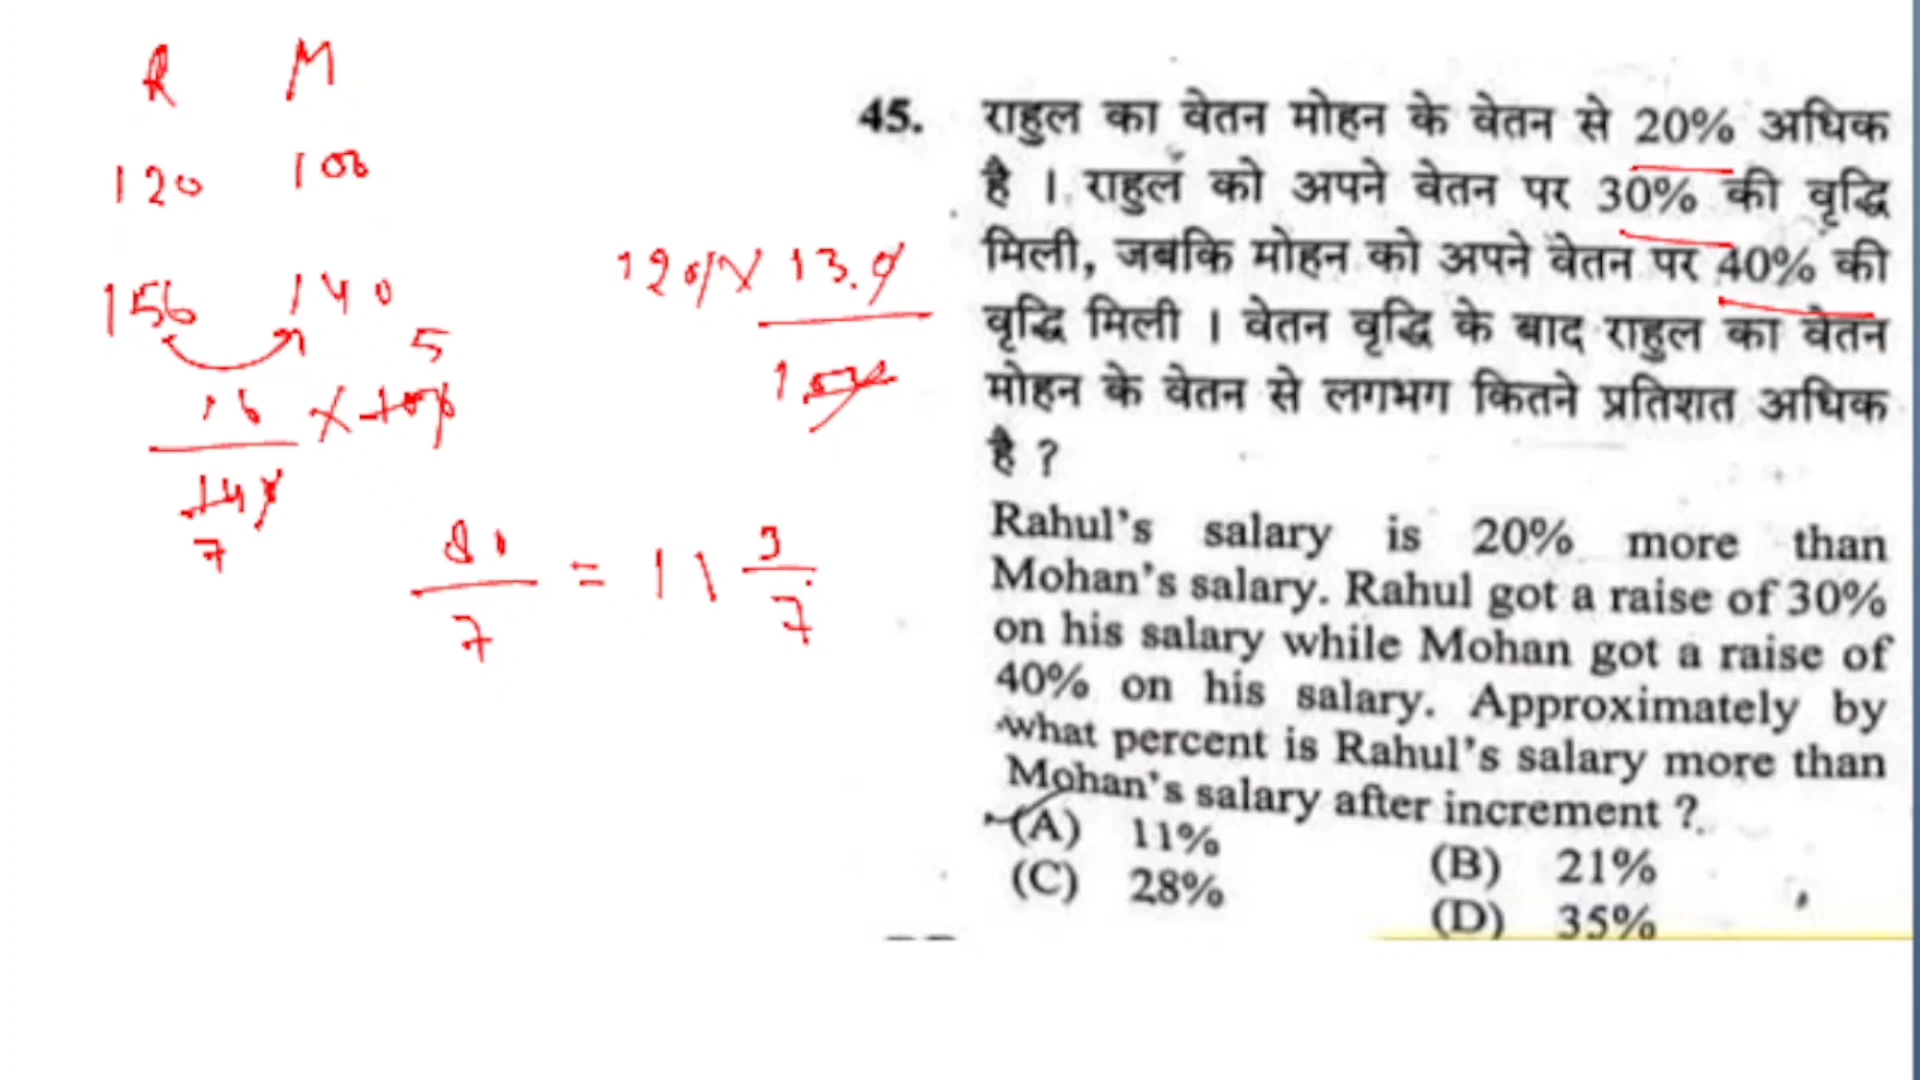 R M
120 100
156 140
16 × 100 5
140
7
120 × 130
100
80
7
= 11 3
7
45. राहुल का वेतन मोहन के वेतन से 20% अधिक
है । राहुल को अपने वेतन पर 30% की वृद्धि
मिली, जबकि मोहन को अपने वेतन पर 40% की
वृद्धि मिली । वेतन वृद्धि के बाद राहुल का वेतन
मोहन के वेतन से लगभग कितने प्रतिशत अधिक
है ?
Rahul's salary is 20% more than
Mohan's salary. Rahul got a raise of 30%
on his salary while Mohan got a raise of
40% on his salary. Approximately by
what percent is Rahul's salary more than
Mohan's salary after increment ?
(A) 11% (B) 21%
(C) 28% (D) 35%